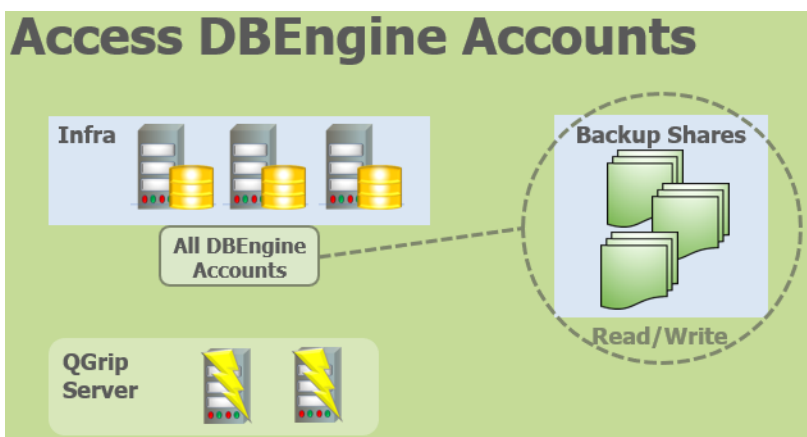 Access DBEngine Accounts
Infra
Backup Shares
All DBEngine
Accounts
Read/Write
QGrip
Server